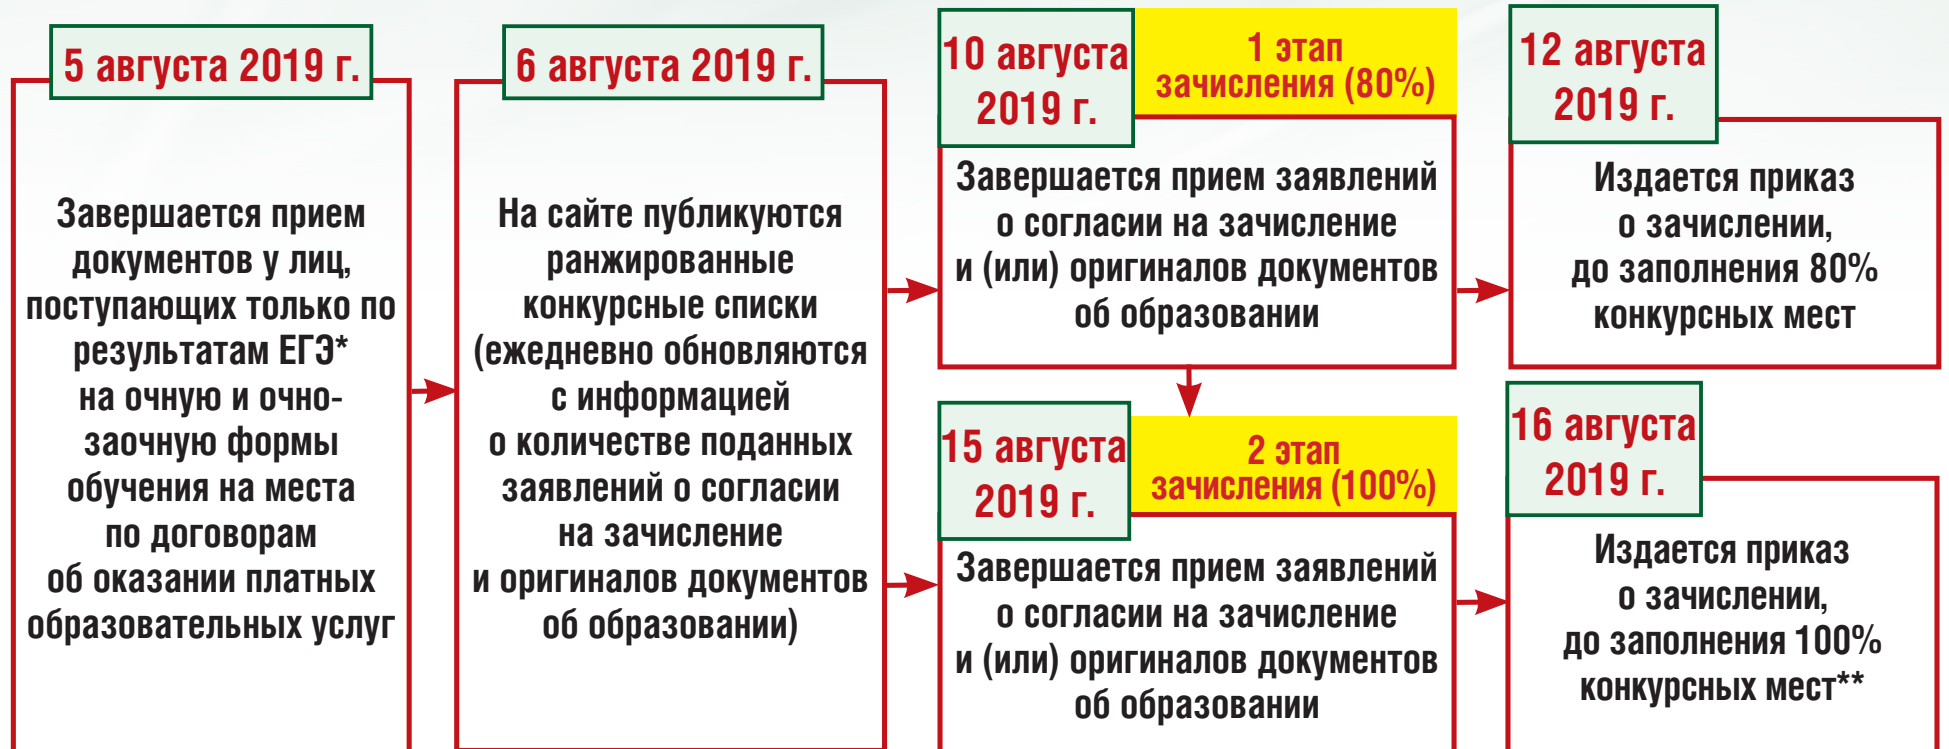 5 августа 2019 г.
Завершается прием
документов у лиц,
поступающих только по
результатам ЕГЭ*
на очную и очно-
заочную формы
обучения на места
по договорам
об оказании платных
образовательных услуг
6 августа 2019 г.
На сайте публикуются
ранжированные
конкурсные списки
(ежедневно обновляются
с информацией
о количестве поданных
заявлений о согласии
на зачисление
и оригиналов документов
об образовании)
10 августа
2019 г.
1 этап
зачисления (80%)
Завершается прием заявлений
о согласии на зачисление
и (или) оригиналов документов
об образовании
12 августа
2019 г.
Издается приказ
о зачислении,
до заполнения 80%
конкурсных мест
15 августа
2019 г.
2 этап
зачисления (100%)
Завершается прием заявлений
о согласии на зачисление
и (или) оригиналов документов
об образовании
16 августа
2019 г.
Издается приказ
о зачислении,
до заполнения 100%
конкурсных мест**